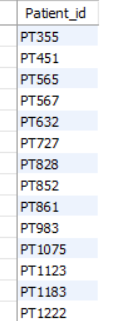 Patient_id
PT355
PT451
PT565
PT567
PT632
PT727
PT828
PT852
PT861
PT983
PT1075
PT1123
PT1183
PT1222